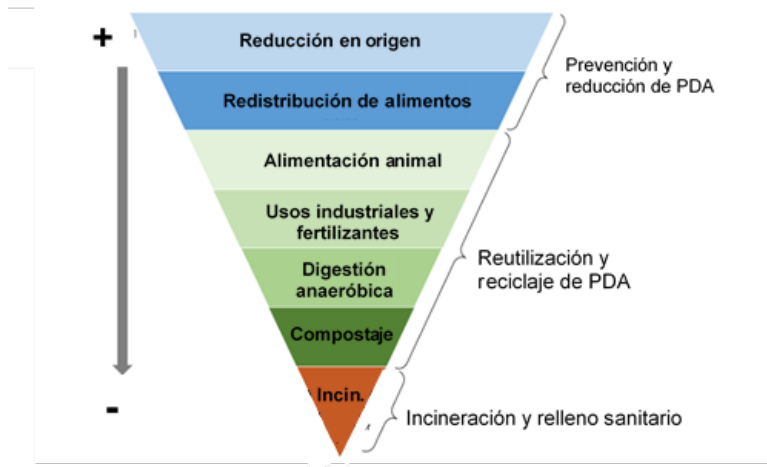 +
Reducción en origen
Redistribución de alimentos
Prevención y
reducción de PDA
Alimentación animal
Usos industriales y
fertilizantes
Digestión
anaeróbica
Compostaje
Reutilización y
reciclaje de PDA
Incin.
-
Incineración y relleno sanitario